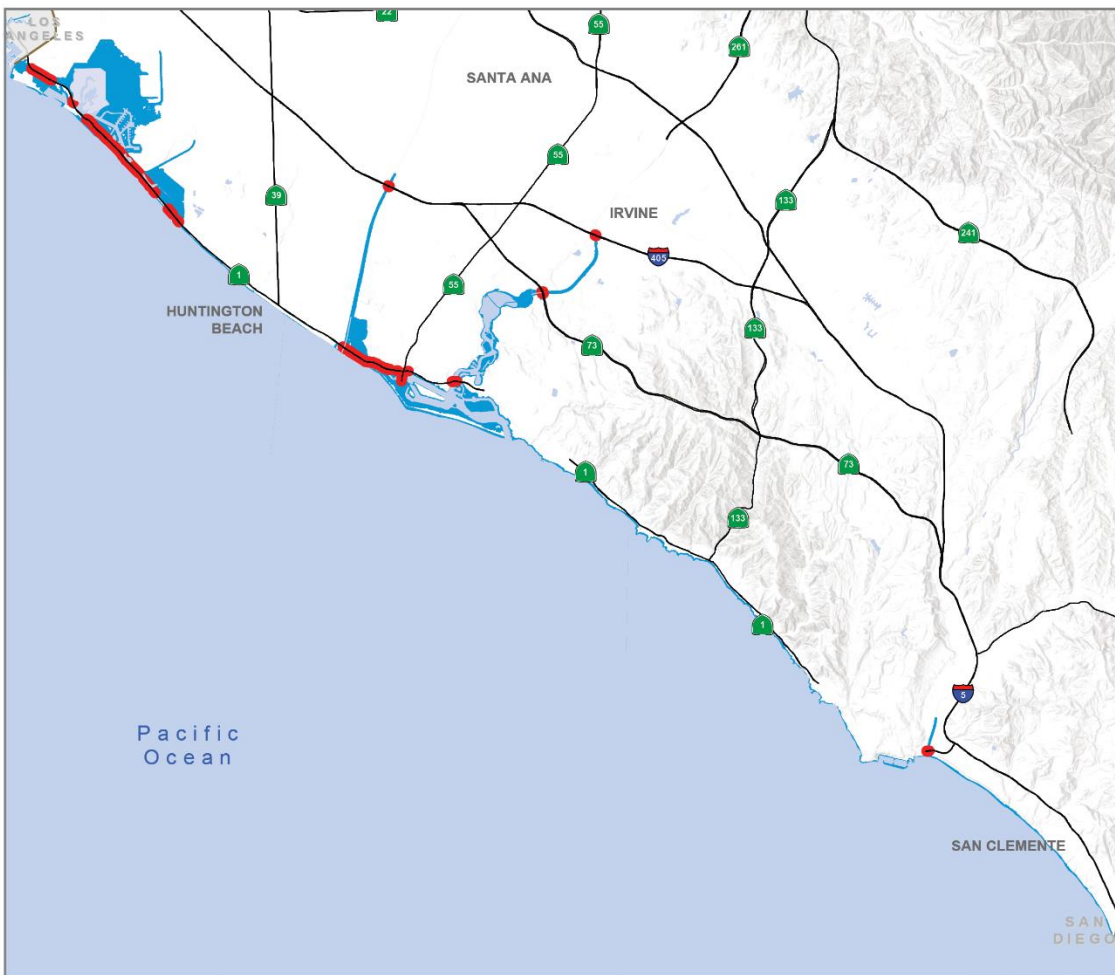 LOS
ANGELES
22
55
261
SANTA ANA
55
39
133
IRVINE
241
405
1
55
HUNTINGTON
BEACH
133
73
73
1
133
1
5
Pacific
Ocean
SAN CLEMENTE
SAN
DIEGO